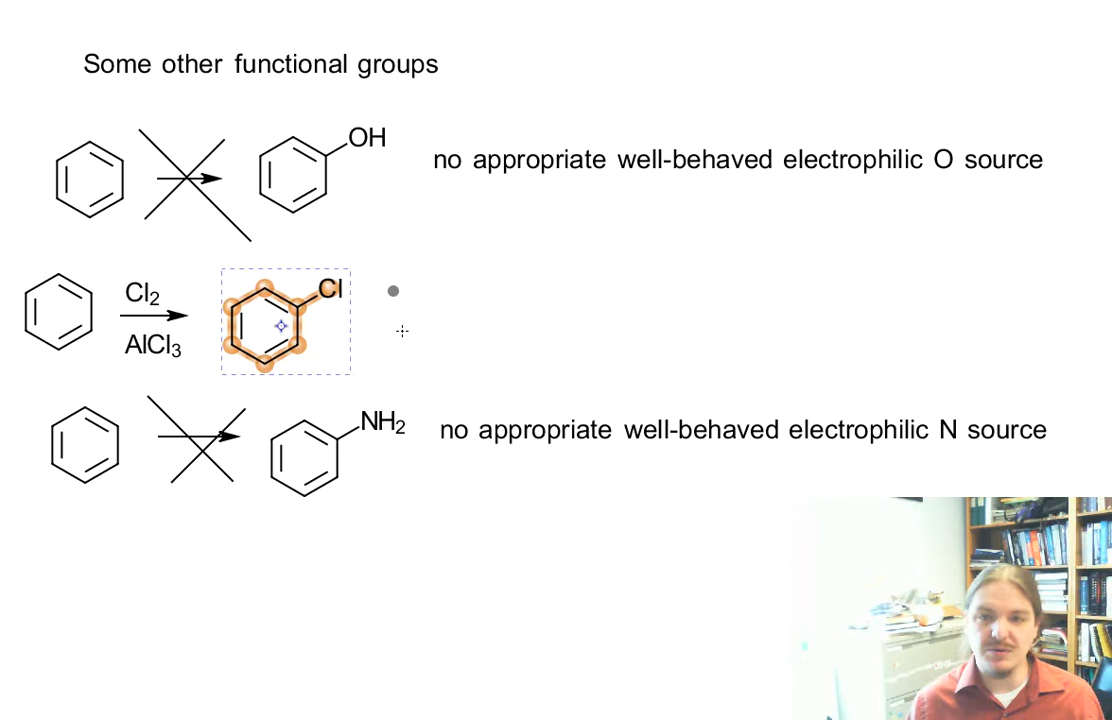 Some other functional groups
OH
no appropriate well-behaved electrophilic O source
Cl2
AlCl3
Cl
NH2
no appropriate well-behaved electrophilic N source